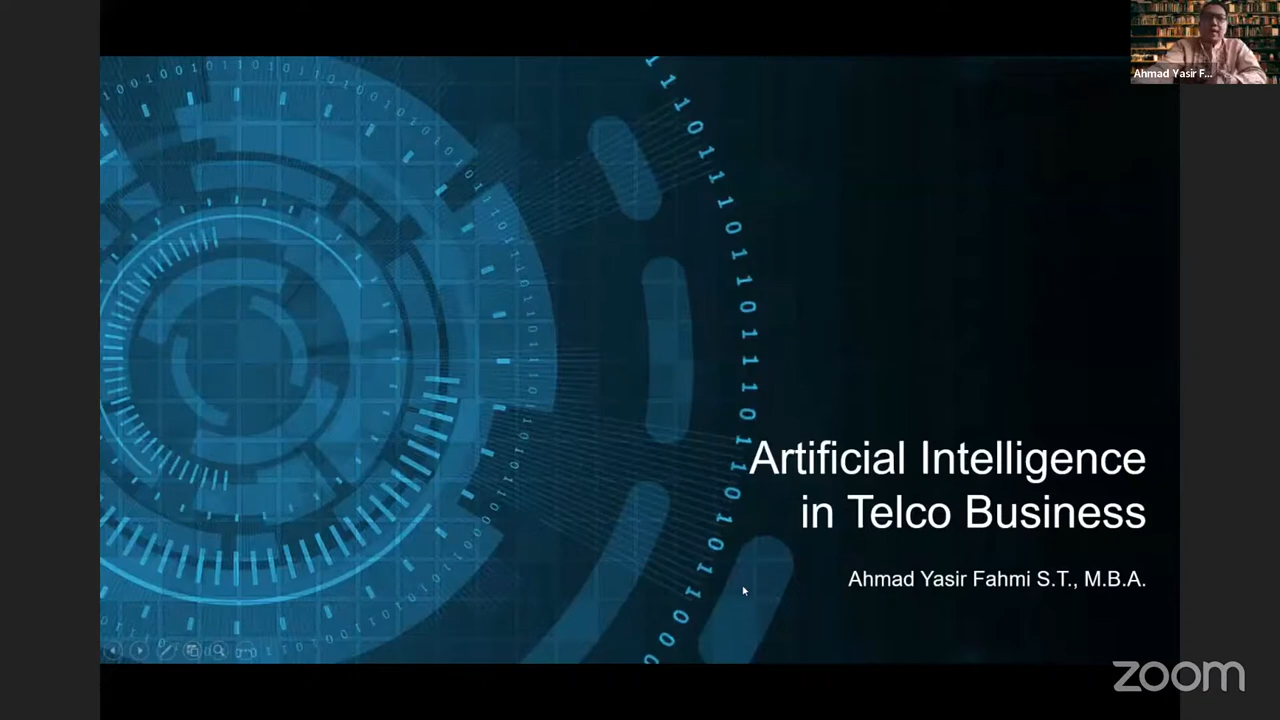 Ahmad Yasir F...
Artificial Intelligence
in Telco Business
Ahmad Yasir Fahmi S.T., M.B.A.
zoom